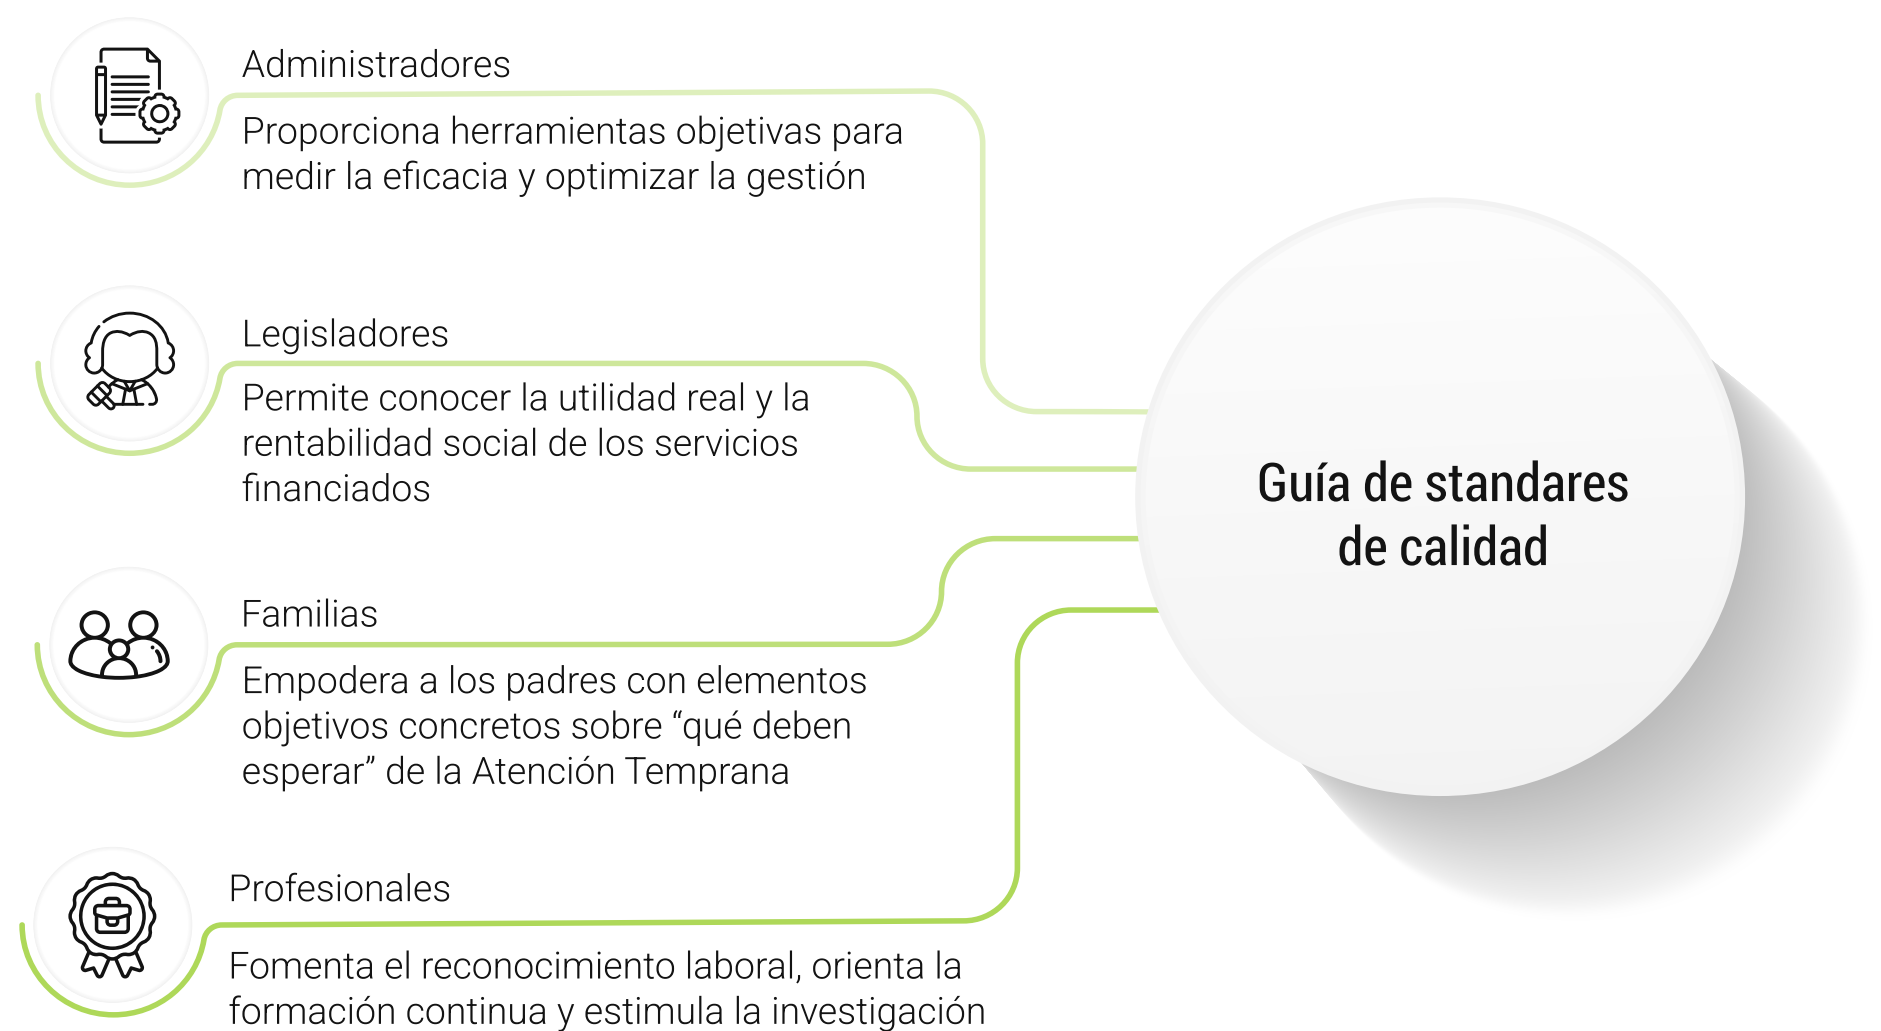 Administradores
Proporciona herramientas objetivas para
medir la eficacia y optimizar la gestión
Legisladores
Permite conocer la utilidad real y la
rentabilidad social de los servicios
financiados
Familias
Empodera a los padres con elementos
objetivos concretos sobre “qué deben
esperar” de la Atención Temprana
Profesionales
Fomenta el reconocimiento laboral, orienta la
formación continua y estimula la investigación
Guía de standares
de calidad